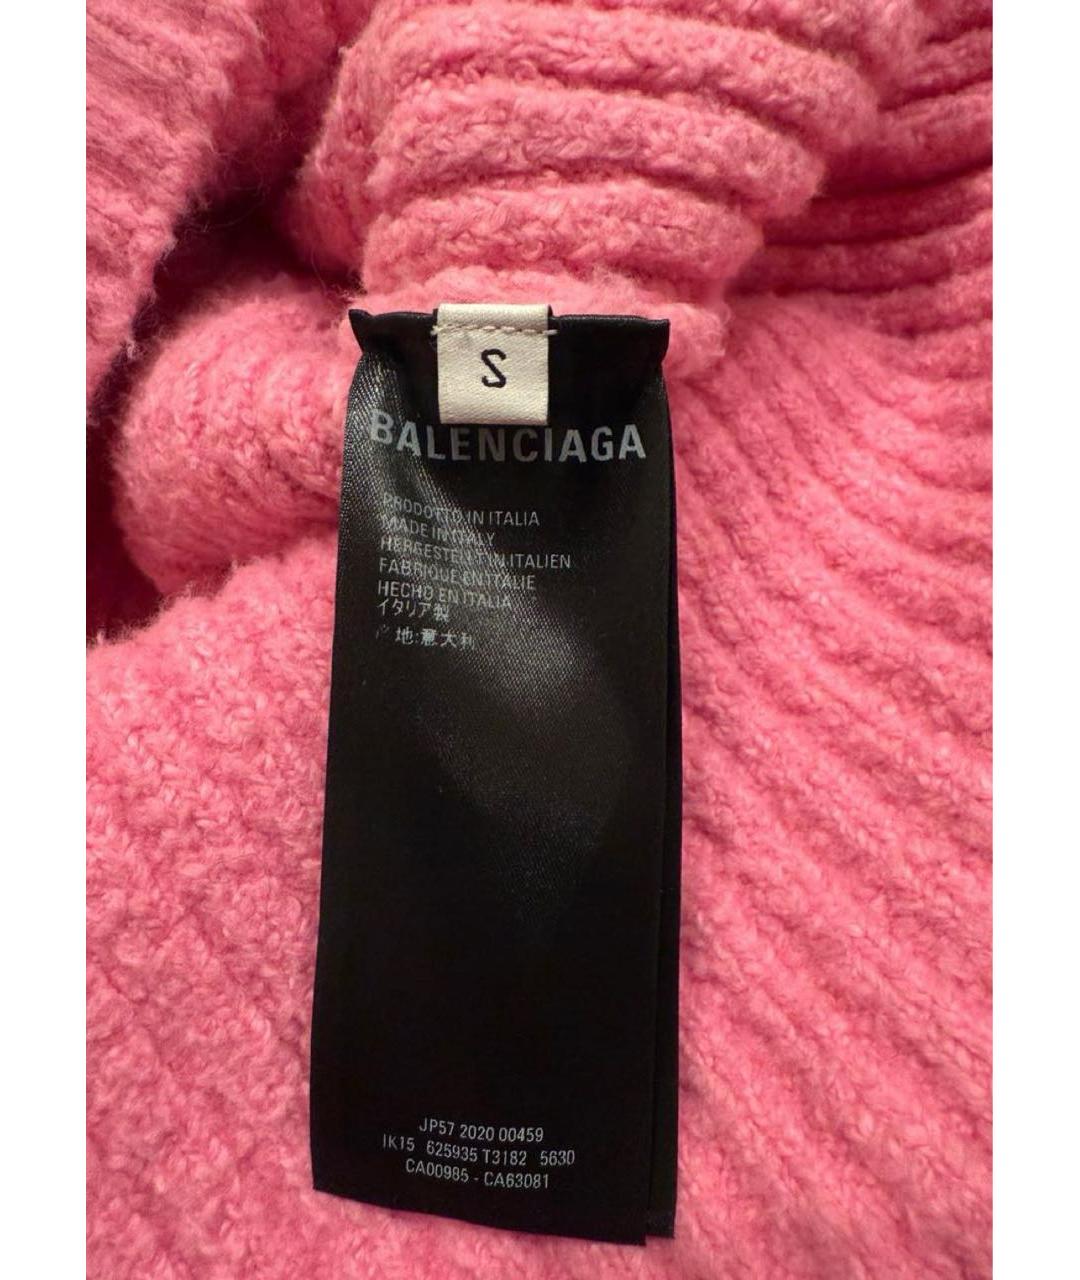 S
BALENCIAGA
PRODOTTO IN ITALIA
MADE IN ITALY
HERGESTELLT IN ITALIEN
FABRIQUE EN ITALIE
HECHO EN ITALIA
イタリア製
地:意大利
JP57 2020 00459
IK15 625935 T3182 5630
CA00985 - CA63081